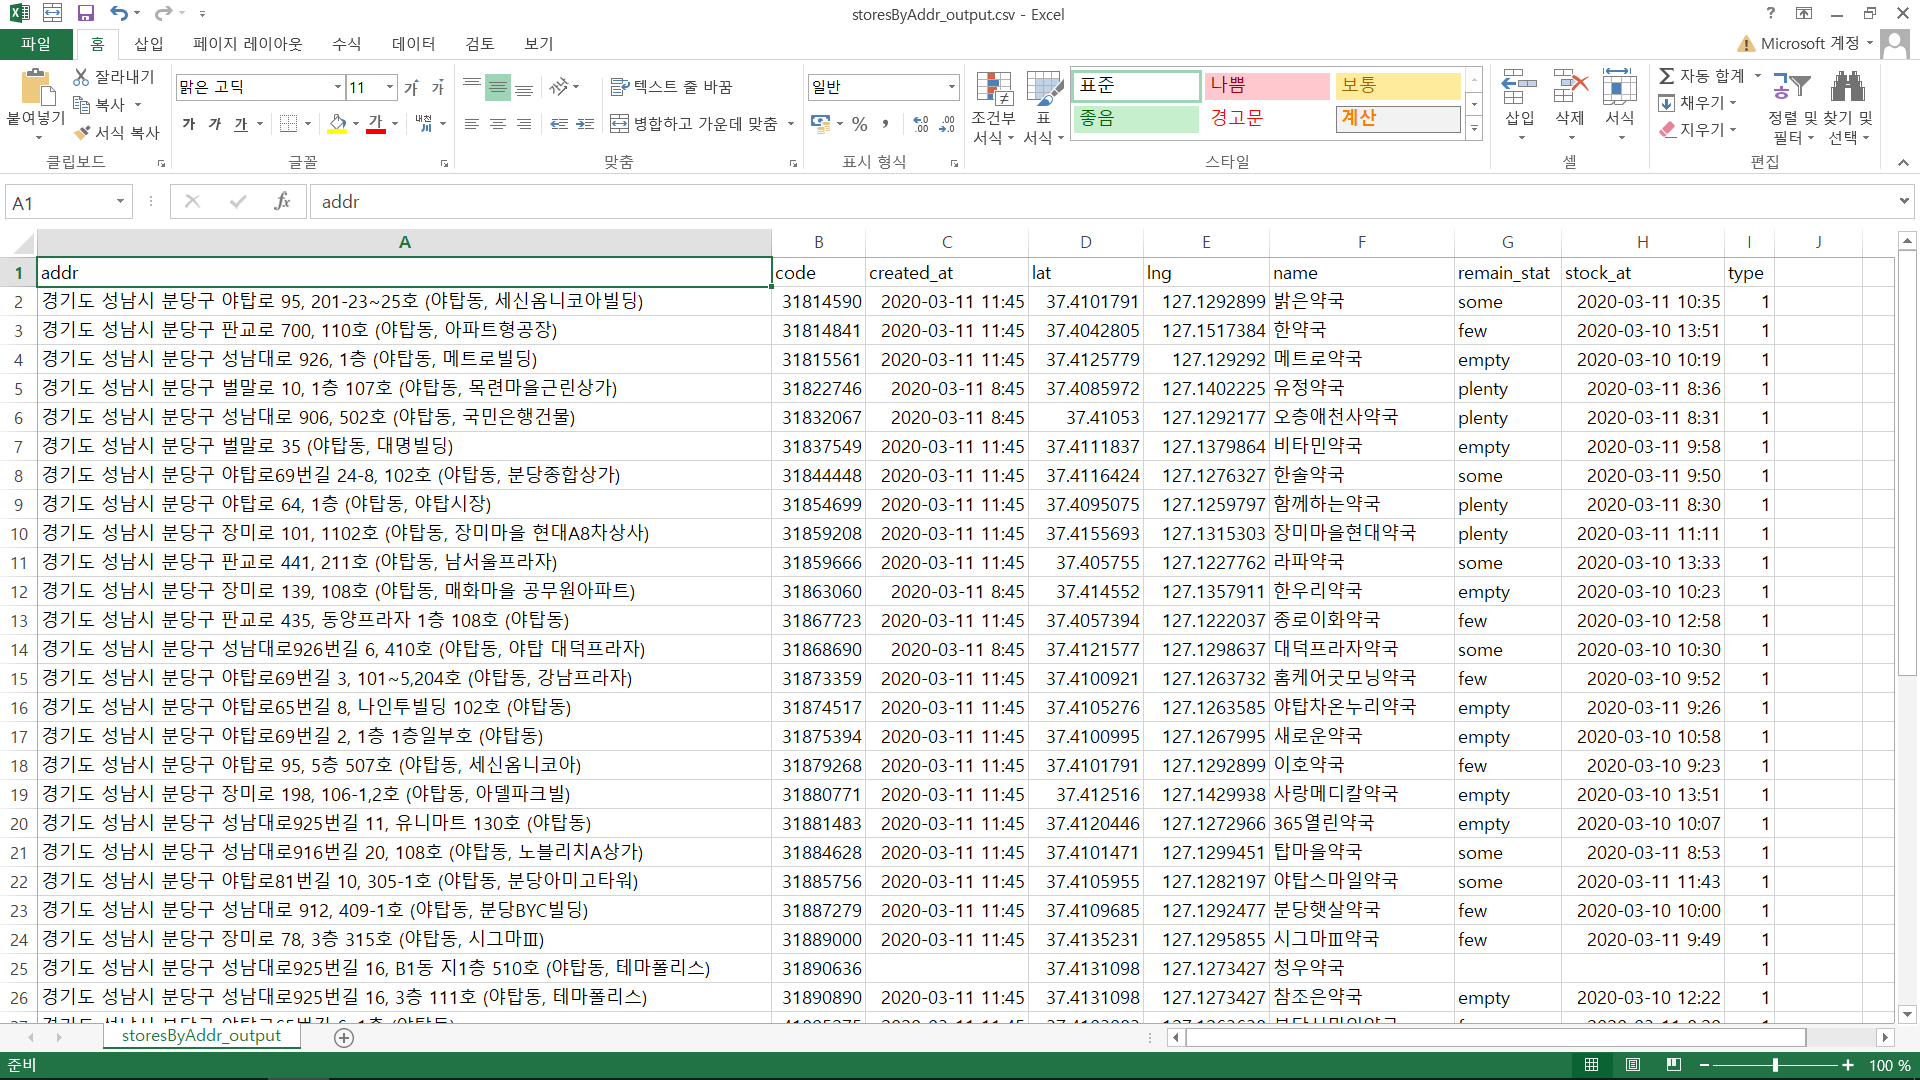 storesByAddr_output.csv - Excel
파일 홈 삽입 페이지 레이아웃 수식 데이터 검토 보기 Microsoft 계정
붙여넣기 잘라내기 복사 서식 복사 클립보드
맑은 고딕 11 가 가 가 가 가 가 내천 글꼴
텍스트 줄 바꿈 병합하고 가운데 맞춤 맞춤
일반 % , 표시 형식
조건부 서식 표 서식 표준 나쁨 보통 좋음 경고문 계산 스타일
삽입 삭제 서식 셀
자동 합계 채우기 지우기 정렬 및 필터 찾기 및 선택 편집
A1 fx addr
A B C D E F G H I J
1 addr code created_at lat lng name remain_stat stock_at type
2 경기도 성남시 분당구 야탑로 95, 201-23~25호 (야탑동, 세신옴니코아빌딩) 31814590 2020-03-11 11:45 37.4101791 127.1292899 밝은약국 some 2020-03-11 10:35 1
3 경기도 성남시 분당구 판교로 700, 110호 (야탑동, 아파트형공장) 31814841 2020-03-11 11:45 37.4042805 127.1517384 한약국 few 2020-03-10 13:51 1
4 경기도 성남시 분당구 성남대로 926, 1층 (야탑동, 메트로빌딩) 31815561 2020-03-11 11:45 37.4125779 127.129292 메트로약국 empty 2020-03-10 10:19 1
5 경기도 성남시 분당구 벌말로 10, 1층 107호 (야탑동, 목련마을근린상가) 31822746 2020-03-11 8:45 37.4085972 127.1402225 유정약국 plenty 2020-03-11 8:36 1
6 경기도 성남시 분당구 성남대로 906, 502호 (야탑동, 국민은행건물) 31832067 2020-03-11 8:45 37.41053 127.1292177 오층애천사약국 plenty 2020-03-11 8:31 1
7 경기도 성남시 분당구 벌말로 35 (야탑동, 대명빌딩) 31837549 2020-03-11 11:45 37.4111837 127.1379864 비타민약국 empty 2020-03-11 9:58 1
8 경기도 성남시 분당구 야탑로69번길 24-8, 102호 (야탑동, 분당종합상가) 31844448 2020-03-11 11:45 37.4116424 127.1276327 한솔약국 some 2020-03-11 9:50 1
9 경기도 성남시 분당구 야탑로 64, 1층 (야탑동, 야탑시장) 31854699 2020-03-11 11:45 37.4095075 127.1259797 함께하는약국 plenty 2020-03-11 8:30 1
10 경기도 성남시 분당구 장미로 101, 1102호 (야탑동, 장미마을 현대A8차상사) 31859208 2020-03-11 11:45 37.4155693 127.1315303 장미마을현대약국 plenty 2020-03-11 11:11 1
11 경기도 성남시 분당구 판교로 441, 211호 (야탑동, 남서울프라자) 31859666 2020-03-11 11:45 37.405755 127.1227762 라파약국 some 2020-03-10 13:33 1
12 경기도 성남시 분당구 장미로 139, 108호 (야탑동, 매화마을 공무원아파트) 31863060 2020-03-11 8:45 37.414552 127.1357911 한우리약국 empty 2020-03-10 10:23 1
13 경기도 성남시 분당구 판교로 435, 동양프라자 1층 108호 (야탑동) 31867723 2020-03-11 11:45 37.4057394 127.1222037 종로이화약국 few 2020-03-10 12:58 1
14 경기도 성남시 분당구 성남대로926번길 6, 410호 (야탑동, 야탑 대덕프라자) 31868690 2020-03-11 8:45 37.4121577 127.1298637 대덕프라자약국 some 2020-03-10 10:30 1
15 경기도 성남시 분당구 야탑로69번길 3, 101~5,204호 (야탑동, 강남프라자) 31873359 2020-03-11 11:45 37.4100921 127.1263732 홈케어굿모닝약국 few 2020-03-10 9:52 1
16 경기도 성남시 분당구 야탑로65번길 8, 나인투빌딩 102호 (야탑동) 31874517 2020-03-11 11:45 37.4105276 127.1263585 야탑차온누리약국 empty 2020-03-11 9:26 1
17 경기도 성남시 분당구 야탑로69번길 2, 1층 1층일부호 (야탑동) 31875394 2020-03-11 11:45 37.4100995 127.1267995 새로운약국 empty 2020-03-10 10:58 1
18 경기도 성남시 분당구 야탑로 95, 5층 507호 (야탑동, 세신옴니코아) 31879268 2020-03-11 11:45 37.4101791 127.1292899 이호약국 few 2020-03-10 9:23 1
19 경기도 성남시 분당구 장미로 198, 106-1,2호 (야탑동, 아델파크빌) 31880771 2020-03-11 11:45 37.412516 127.1429938 사랑메디칼약국 empty 2020-03-10 13:51 1
20 경기도 성남시 분당구 성남대로925번길 11, 유니마트 130호 (야탑동) 31881483 2020-03-11 11:45 37.4120446 127.1272966 365열린약국 empty 2020-03-10 10:07 1
21 경기도 성남시 분당구 성남대로916번길 20, 108호 (야탑동, 노블리치A상가) 31884628 2020-03-11 11:45 37.4101471 127.1299451 탑마을약국 some 2020-03-11 8:53 1
22 경기도 성남시 분당구 야탑로81번길 10, 305-1호 (야탑동, 분당아미고타워) 31885756 2020-03-11 11:45 37.4105955 127.1282197 야탑스마일약국 some 2020-03-11 11:43 1
23 경기도 성남시 분당구 성남대로 912, 409-1호 (야탑동, 분당BYC빌딩) 31887279 2020-03-11 11:45 37.4109685 127.1292477 분당햇살약국 few 2020-03-10 10:00 1
24 경기도 성남시 분당구 장미로 78, 3층 315호 (야탑동, 시그마Ⅲ) 31889000 2020-03-11 11:45 37.4135231 127.1295855 시그마Ⅲ약국 few 2020-03-11 9:49 1
25 경기도 성남시 분당구 성남대로925번길 16, B1동 지1층 510호 (야탑동, 테마폴리스) 31890636 37.4131098 127.1273427 청우약국 1
26 경기도 성남시 분당구 성남대로925번길 16, 3층 111호 (야탑동, 테마폴리스) 31890890 2020-03-11 11:45 37.4131098 127.1273427 참조은약국 empty 2020-03-10 12:22 1
storesByAddr_output
준비 100 %